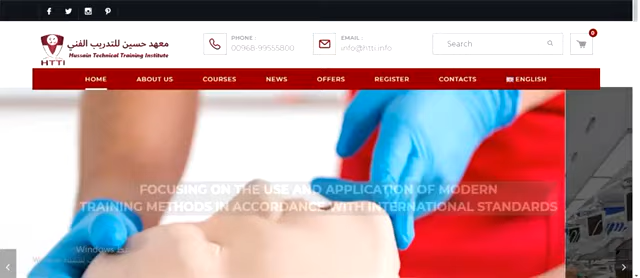 معهد حسين للتدريب الفني
Hussain Technical Training Institute
HTTI
PHONE :
00968-99555800
EMAIL :
info@htti.info
Search
0
HOME
ABOUT US
COURSES
NEWS
OFFERS
REGISTER
CONTACTS
ENGLISH
FOCUSING ON THE USE AND APPLICATION OF MODERN
TRAINING METHODS IN ACCORDANCE WITH INTERNATIONAL STANDARDS
Windows